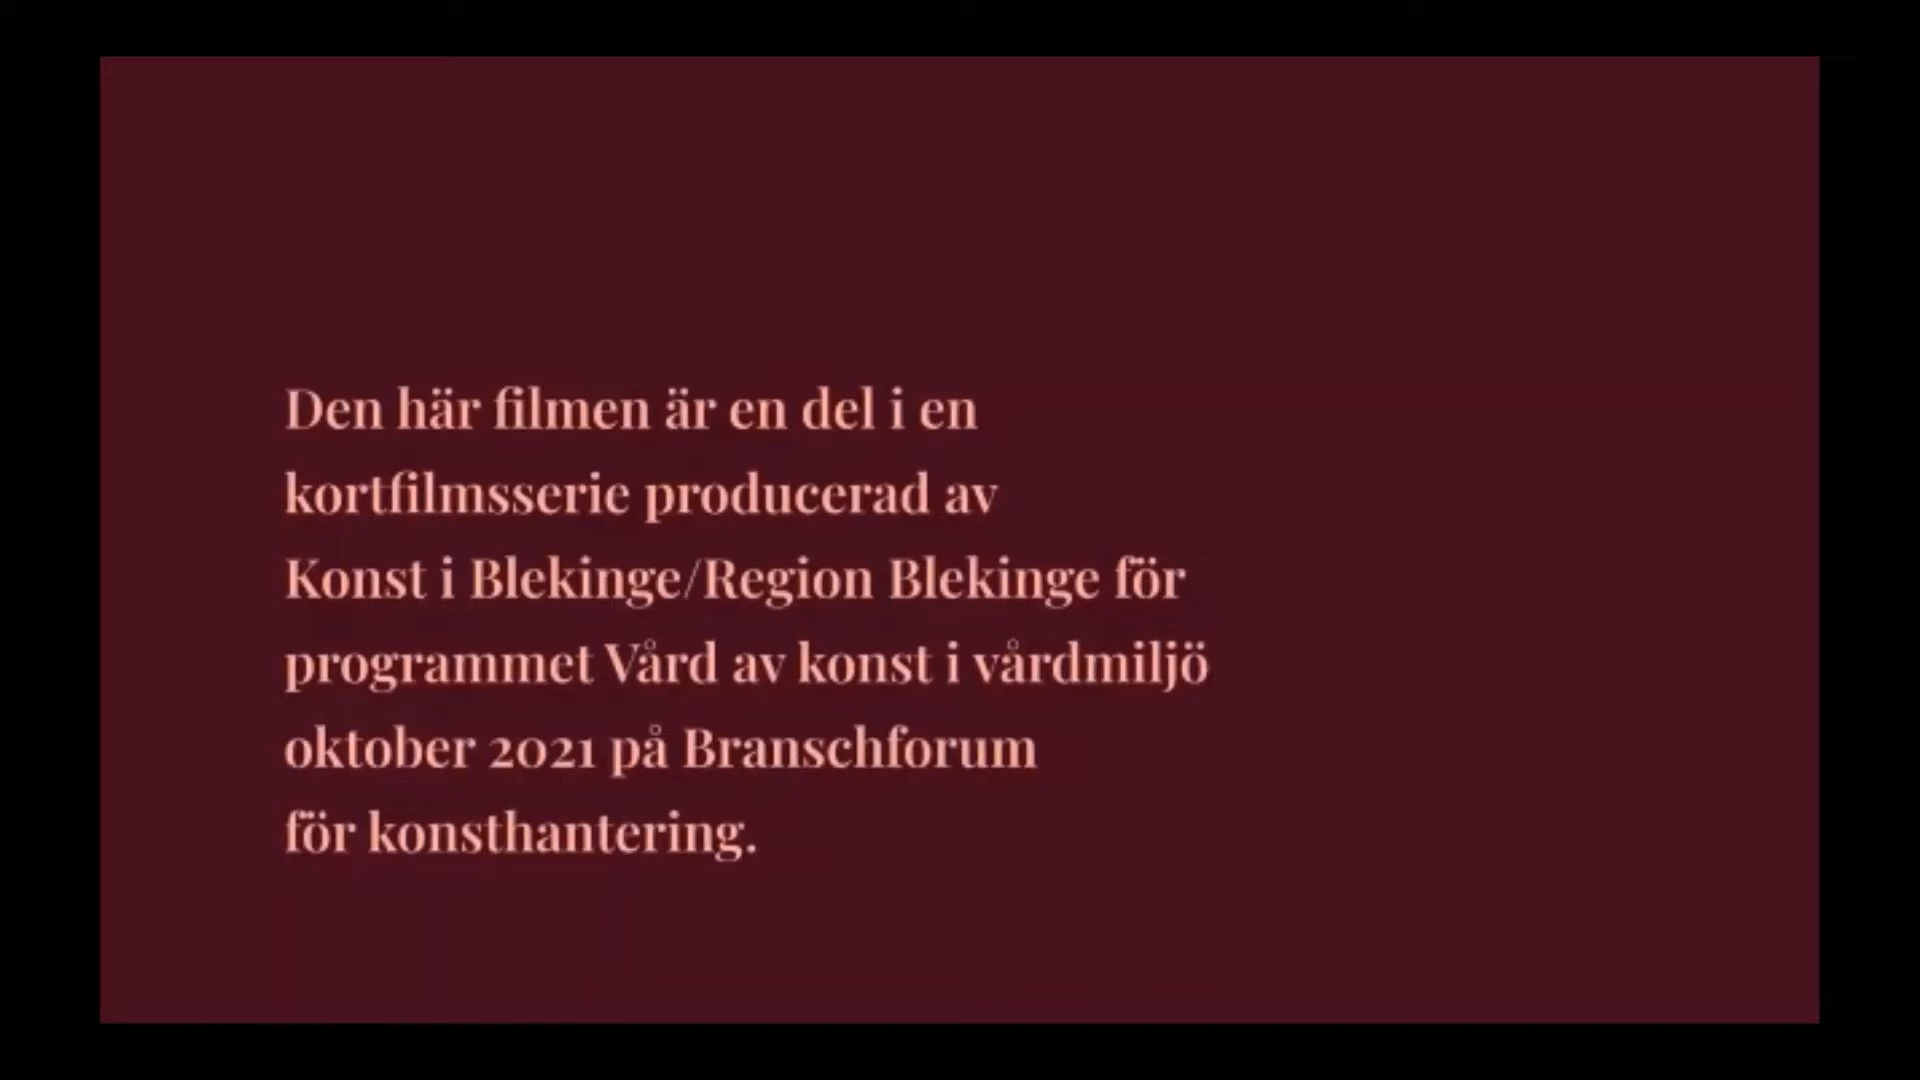 Den här filmen är en del i en
kortfilmsserie producerad av
Konst i Blekinge/Region Blekinge för
programmet Vård av konst i vårdmiljö
oktober 2021 på Branschforum
för konsthantering.